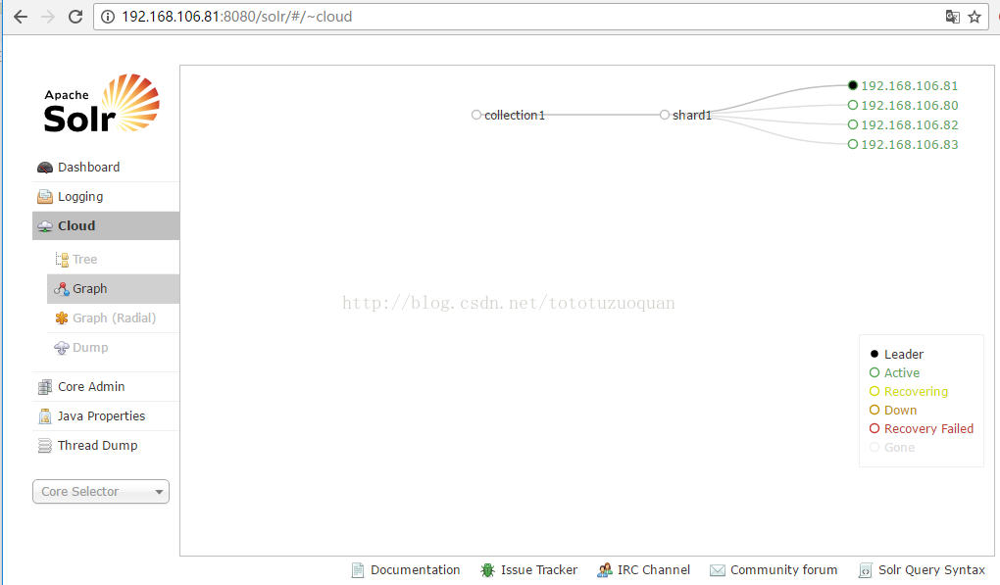 192.168.106.81:8080/solr/#/~cloud
Apache
Solr
Dashboard
Logging
Cloud
Tree
Graph
Graph (Radial)
Dump
Core Admin
Java Properties
Thread Dump
Core Selector
collection1
shard1
192.168.106.81
192.168.106.80
192.168.106.82
192.168.106.83
http://blog.csdn.net/tototuzuoquan
Leader
Active
Recovering
Down
Recovery Failed
Gone
Documentation
Issue Tracker
IRC Channel
Community forum
Solr Query Syntax